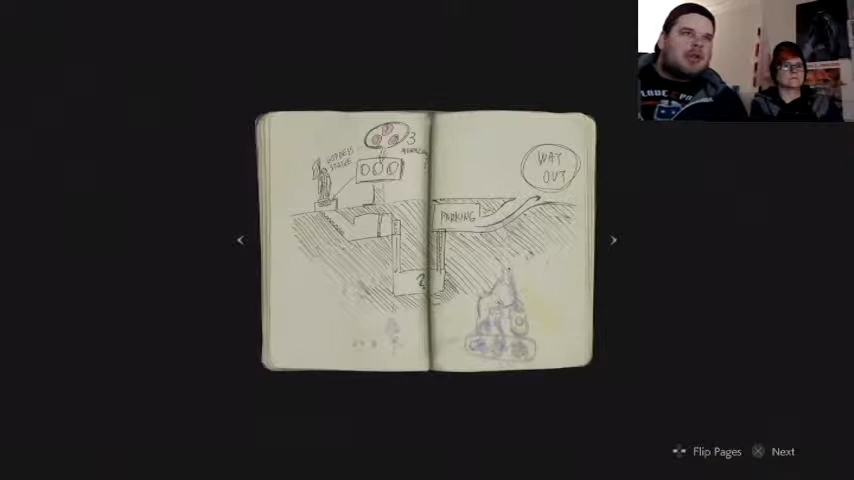 3
GODDESS
STATUE
WAY
OUT
PARKING
?
Flip Pages
Next